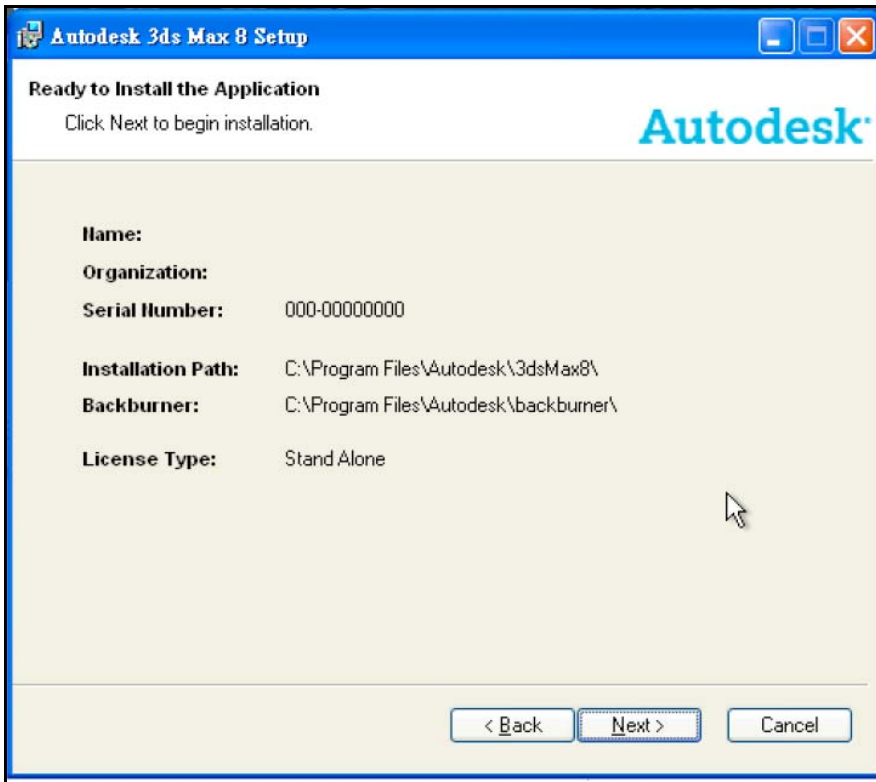 Autodesk 3ds Max 8 Setup
Ready to Install the Application
Click Next to begin installation.
Autodesk
Name:
Organization:
Serial Number: 000-00000000
Installation Path: C:\Program Files\Autodesk\3dsMax8\
Backburner: C:\Program Files\Autodesk\backburner\
License Type: Stand Alone
< Back Next > Cancel